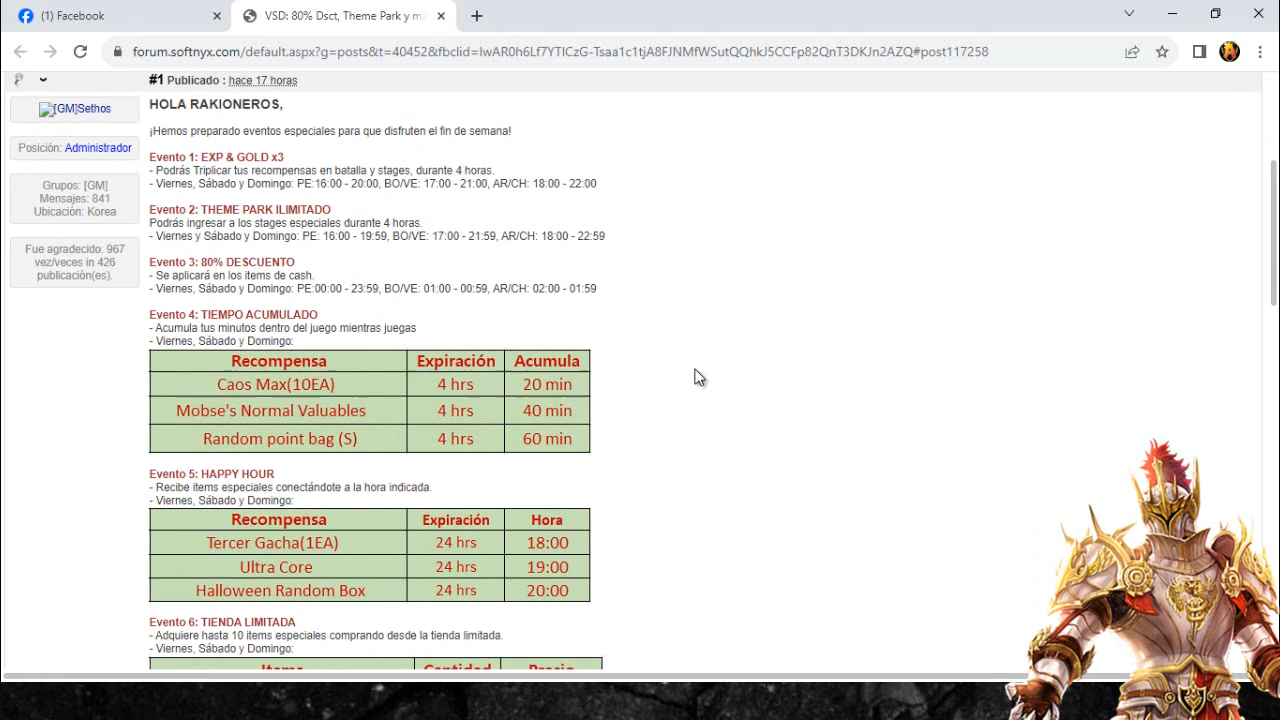 (1) Facebook
VSD: 80% Dsct, Theme Park y m
forum.softnyx.com/default.aspx?g=posts&t=40452&fbclid=IwAR0h6Lf7YTICzG-Tsaa1c1tjA8FJNMfWSutQQhkJ5CCFp82QnT3DKJn2AZQ#post117258
#1 Publicado : hace 17 horas
[GM]Sethos
Posición: Administrador
Grupos: [GM]
Mensajes: 841
Ubicación: Korea
Fue agradecido: 967
vez/veces in 426
publicación(es).
HOLA RAKIONEROS,
¡Hemos preparado eventos especiales para que disfruten el fin de semana!
Evento 1: EXP & GOLD x3
- Podrás Triplicar tus recompensas en batalla y stages, durante 4 horas.
- Viernes, Sábado y Domingo: PE:16:00 - 20:00, BO/VE: 17:00 - 21:00, AR/CH: 18:00 - 22:00
Evento 2: THEME PARK ILIMITADO
Podrás ingresar a los stages especiales durante 4 horas.
- Viernes y Sábado y Domingo: PE: 16:00 - 19:59, BO/VE: 17:00 - 21:59, AR/CH: 18:00 - 22:59
Evento 3: 80% DESCUENTO
- Se aplicará en los items de cash.
- Viernes, Sábado y Domingo: PE:00:00 - 23:59, BO/VE: 01:00 - 00:59, AR/CH: 02:00 - 01:59
Evento 4: TIEMPO ACUMULADO
- Acumula tus minutos dentro del juego mientras juegas
- Viernes, Sábado y Domingo:
Recompensa Expiración Acumula
Caos Max(10EA) 4 hrs 20 min
Mobse's Normal Valuables 4 hrs 40 min
Random point bag (S) 4 hrs 60 min
Evento 5: HAPPY HOUR
- Recibe ítems especiales conectándote a la hora indicada.
- Viernes, Sábado y Domingo:
Recompensa Expiración Hora
Tercer Gacha(1EA) 24 hrs 18:00
Ultra Core 24 hrs 19:00
Halloween Random Box 24 hrs 20:00
Evento 6: TIENDA LIMITADA
- Adquiere hasta 10 items especiales comprando desde la tienda limitada.
- Viernes, Sábado y Domingo:
Items Cantidad Precio